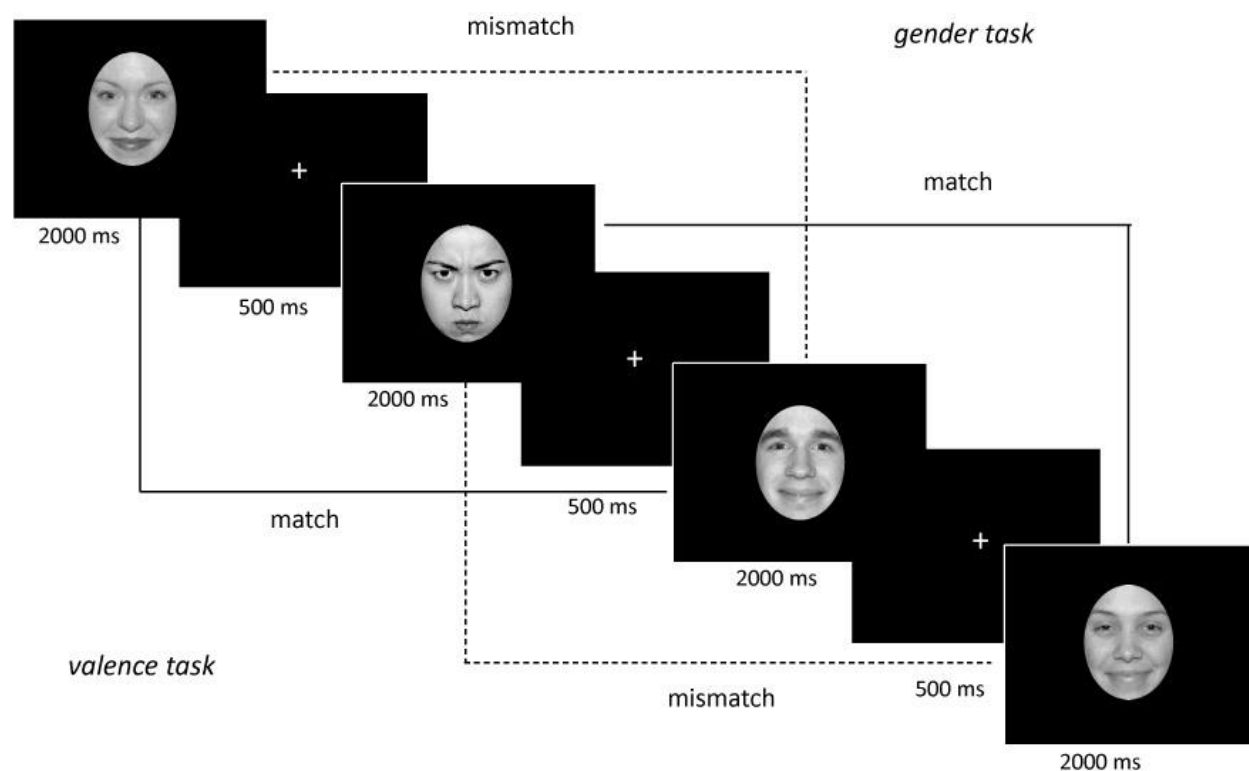 mismatch
gender task
match
2000 ms
500 ms
2000 ms
match
500 ms
2000 ms
valence task
mismatch
500 ms
2000 ms